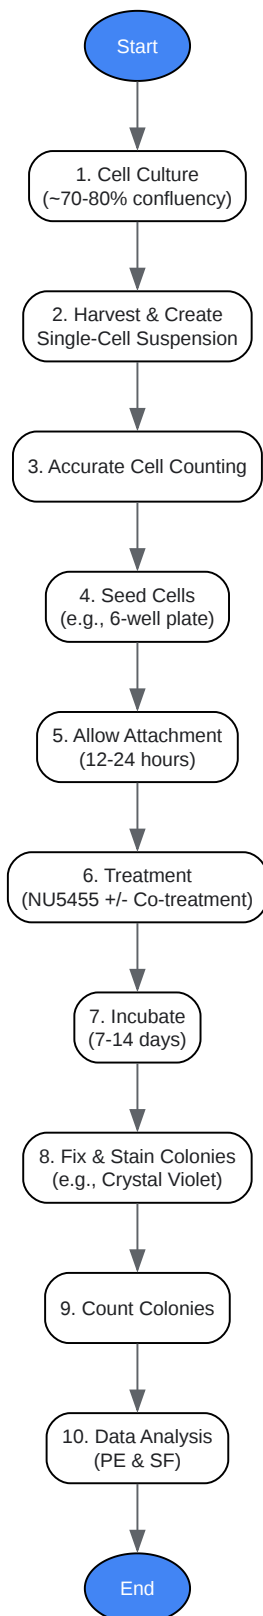 Start
1. Cell Culture
(~70-80% confluency)
2. Harvest & Create
Single-Cell Suspension
3. Accurate Cell Counting
4. Seed Cells
(e.g., 6-well plate)
5. Allow Attachment
(12-24 hours)
6. Treatment
(NU5455 +/- Co-treatment)
7. Incubate
(7-14 days)
8. Fix & Stain Colonies
(e.g., Crystal Violet)
9. Count Colonies
10. Data Analysis
(PE & SF)
End